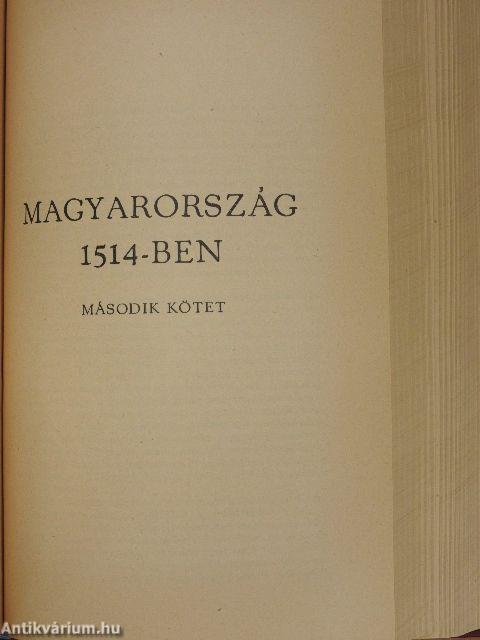 MAGYARORSZÁG
1514-BEN
MÁSODIK KÖTET
Antikvárium.hu